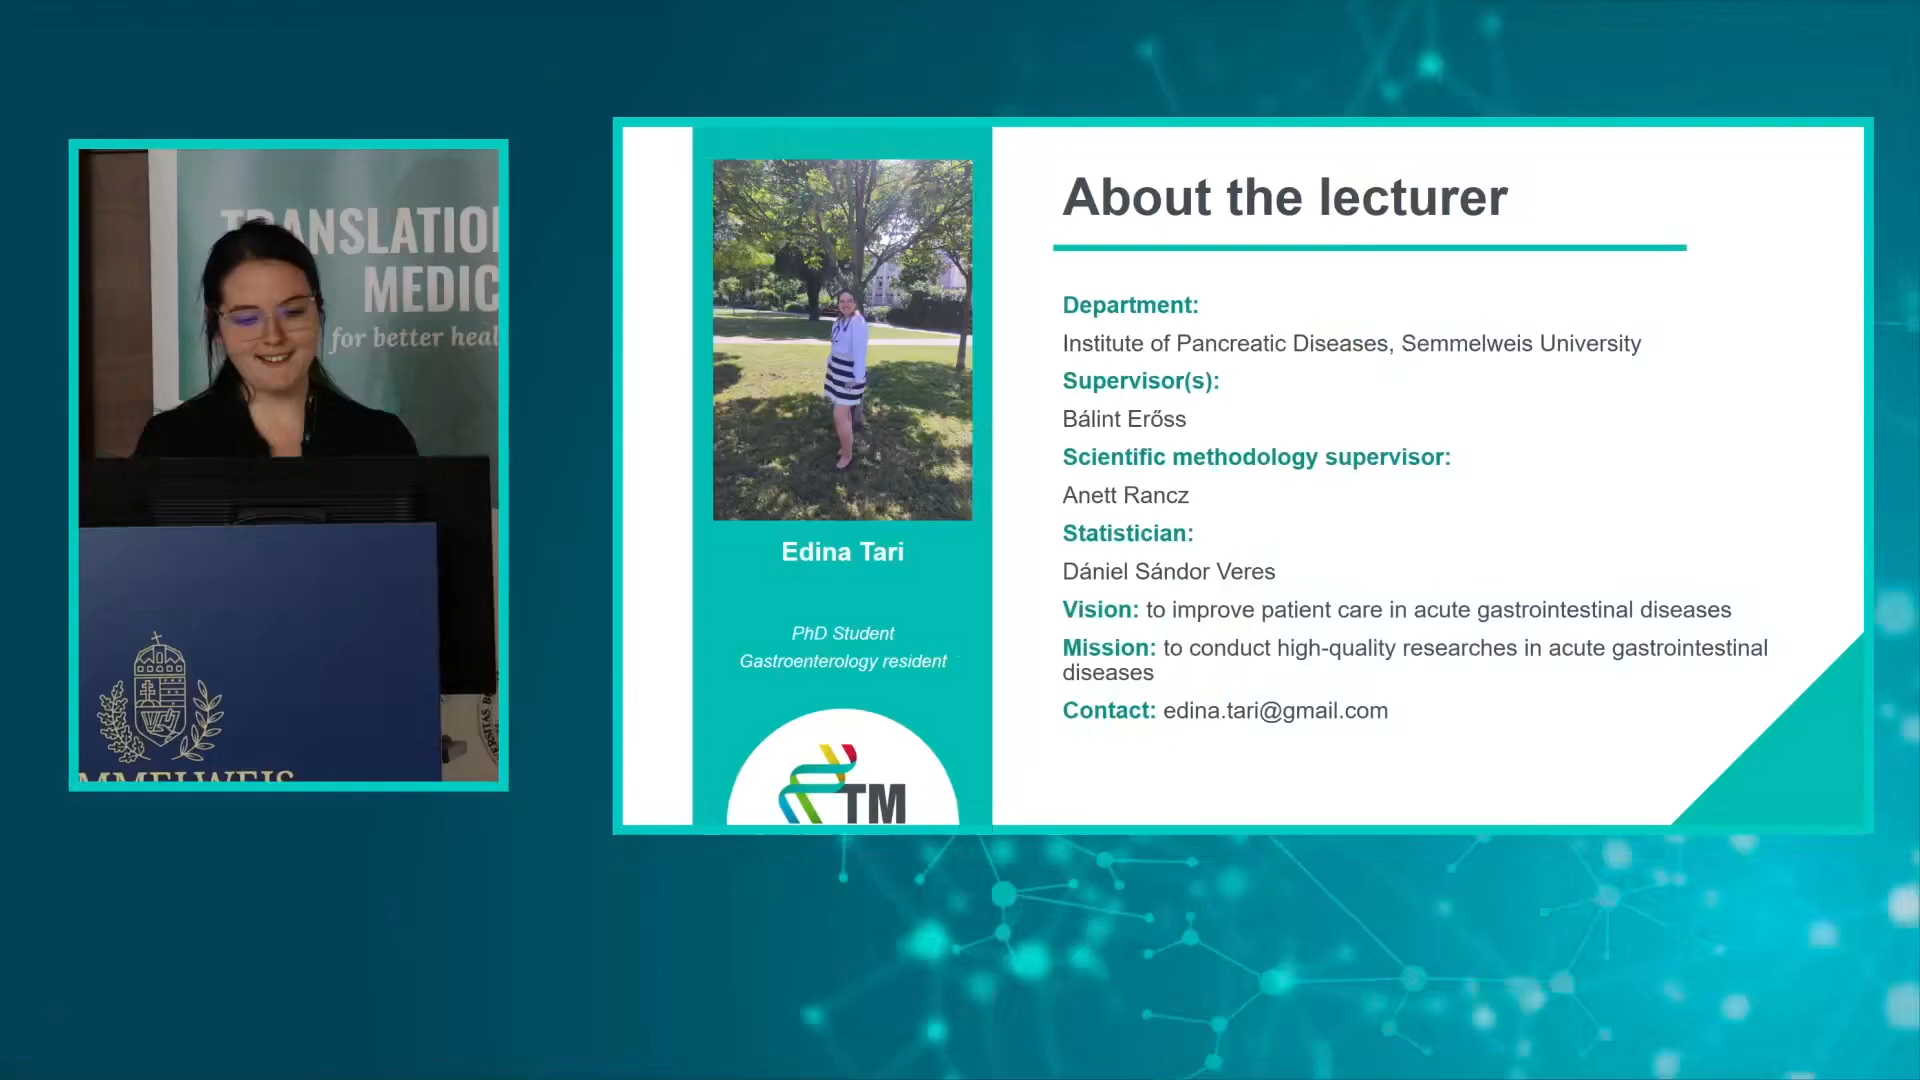 TRANSLATIO
MEDIC
for better heal
MMELWEIS
Edina Tari
PhD Student
Gastroenterology resident
TM
About the lecturer
Department:
Institute of Pancreatic Diseases, Semmelweis University
Supervisor(s):
Bálint Erőss
Scientific methodology supervisor:
Anett Rancz
Statistician:
Dániel Sándor Veres
Vision: to improve patient care in acute gastrointestinal diseases
Mission: to conduct high-quality researches in acute gastrointestinal
diseases
Contact: edina.tari@gmail.com